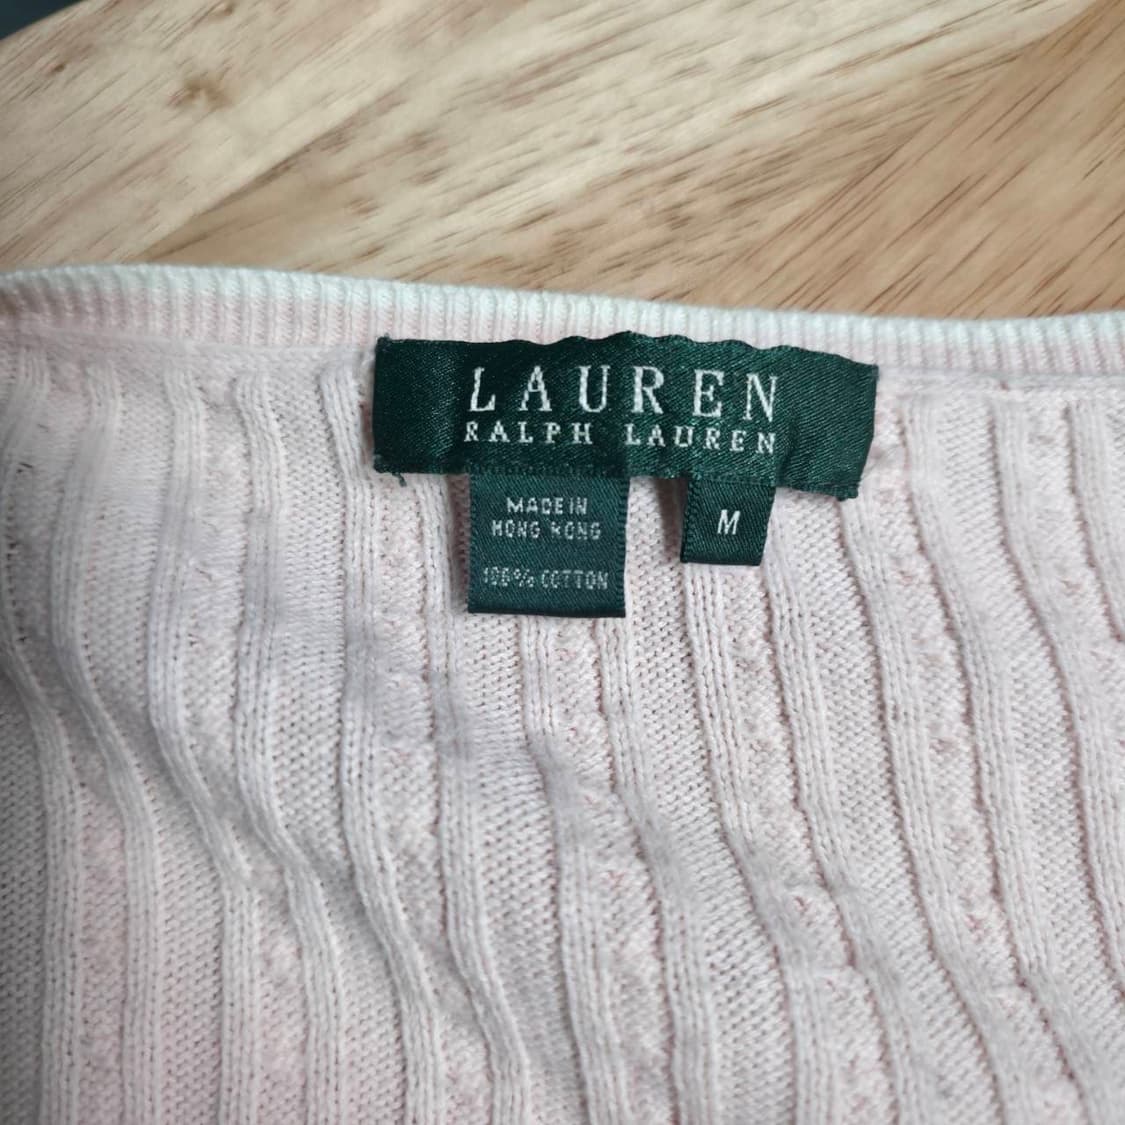 LAUREN
RALPH LAUREN
MADE IN
HONG KONG
100% COTTON
M